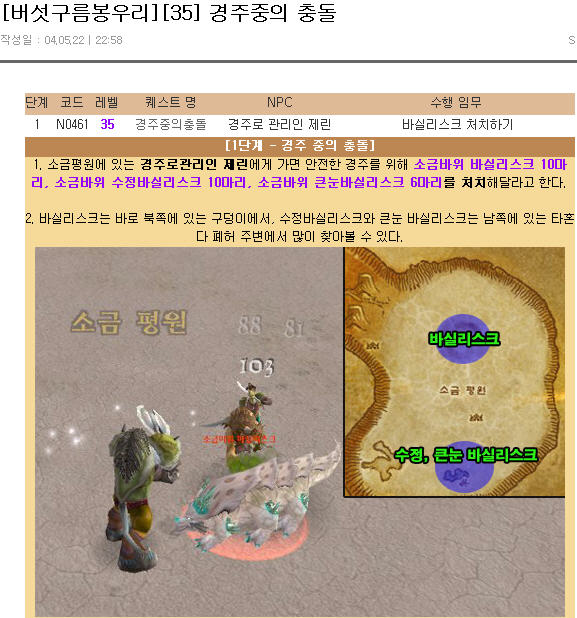 [버섯구름봉우리][35] 경주중의 충돌
작성일 : 04,05,22 | 22:58
S
단계 코드 레벨 퀘스트 명 NPC 수행 임무
1 N0461 35 경주중의충돌 경주로 관리인 제린 바실리스크 처치하기
[1단계 - 경주 중의 충돌]
1. 소금평원에 있는 경주로관리인 제린에게 가면 안전한 경주를 위해 소금바위 바실리스크 10마
리, 소금바위 수정바실리스크 10마리, 소금바위 큰눈바실리스크 6마리를 처치해달라고 한다.
2. 바실리스크는 바로 북쪽에 있는 구덩이에서, 수정바실리스크와 큰눈 바실리스크는 남쪽에 있는 타혼
다 폐허 주변에서 많이 찾아볼 수 있다.
소금 평원
88 81
103
바실리스크
소금 평원
수정, 큰눈 바실리스크